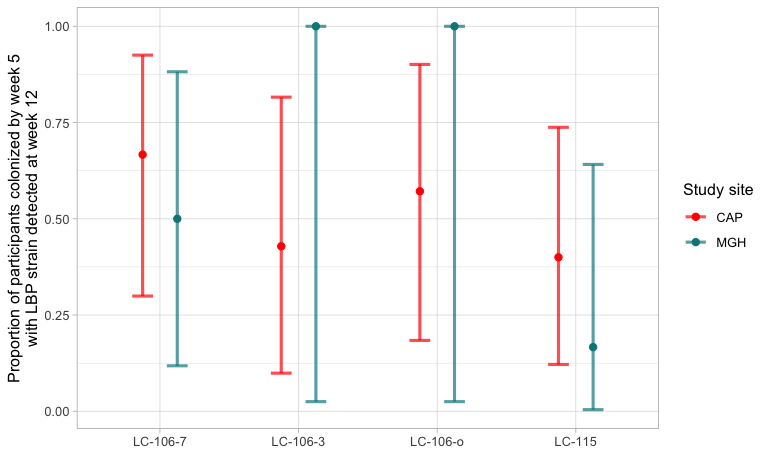 Proportion of participants colonized by week 5
with LBP strain detected at week 12
1.00
0.75
0.50
0.25
0.00
LC-106-7
LC-106-3
LC-106-o
LC-115
Study site
CAP
MGH